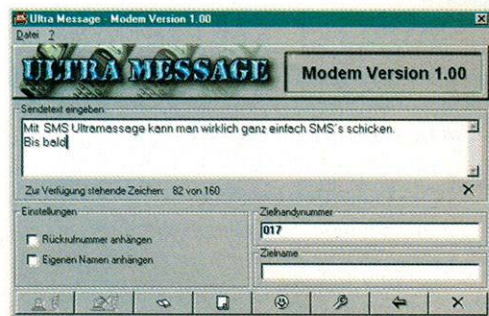 Ultra Message - Modem Version 1.00
Datei ?
ULTRA MESSAGE
Modem Version 1.00
Sendetext eingeben
Mit SMS Ultramassage kann man wirklich ganz einfach SMS´s schicken.
Bis bald
Zur Verfügung stehende Zeichen: 82 von 160
Einstellungen
Rückrufnummer anhängen
Eigenen Namen anhängen
Zielhandynummer
017
Zielname